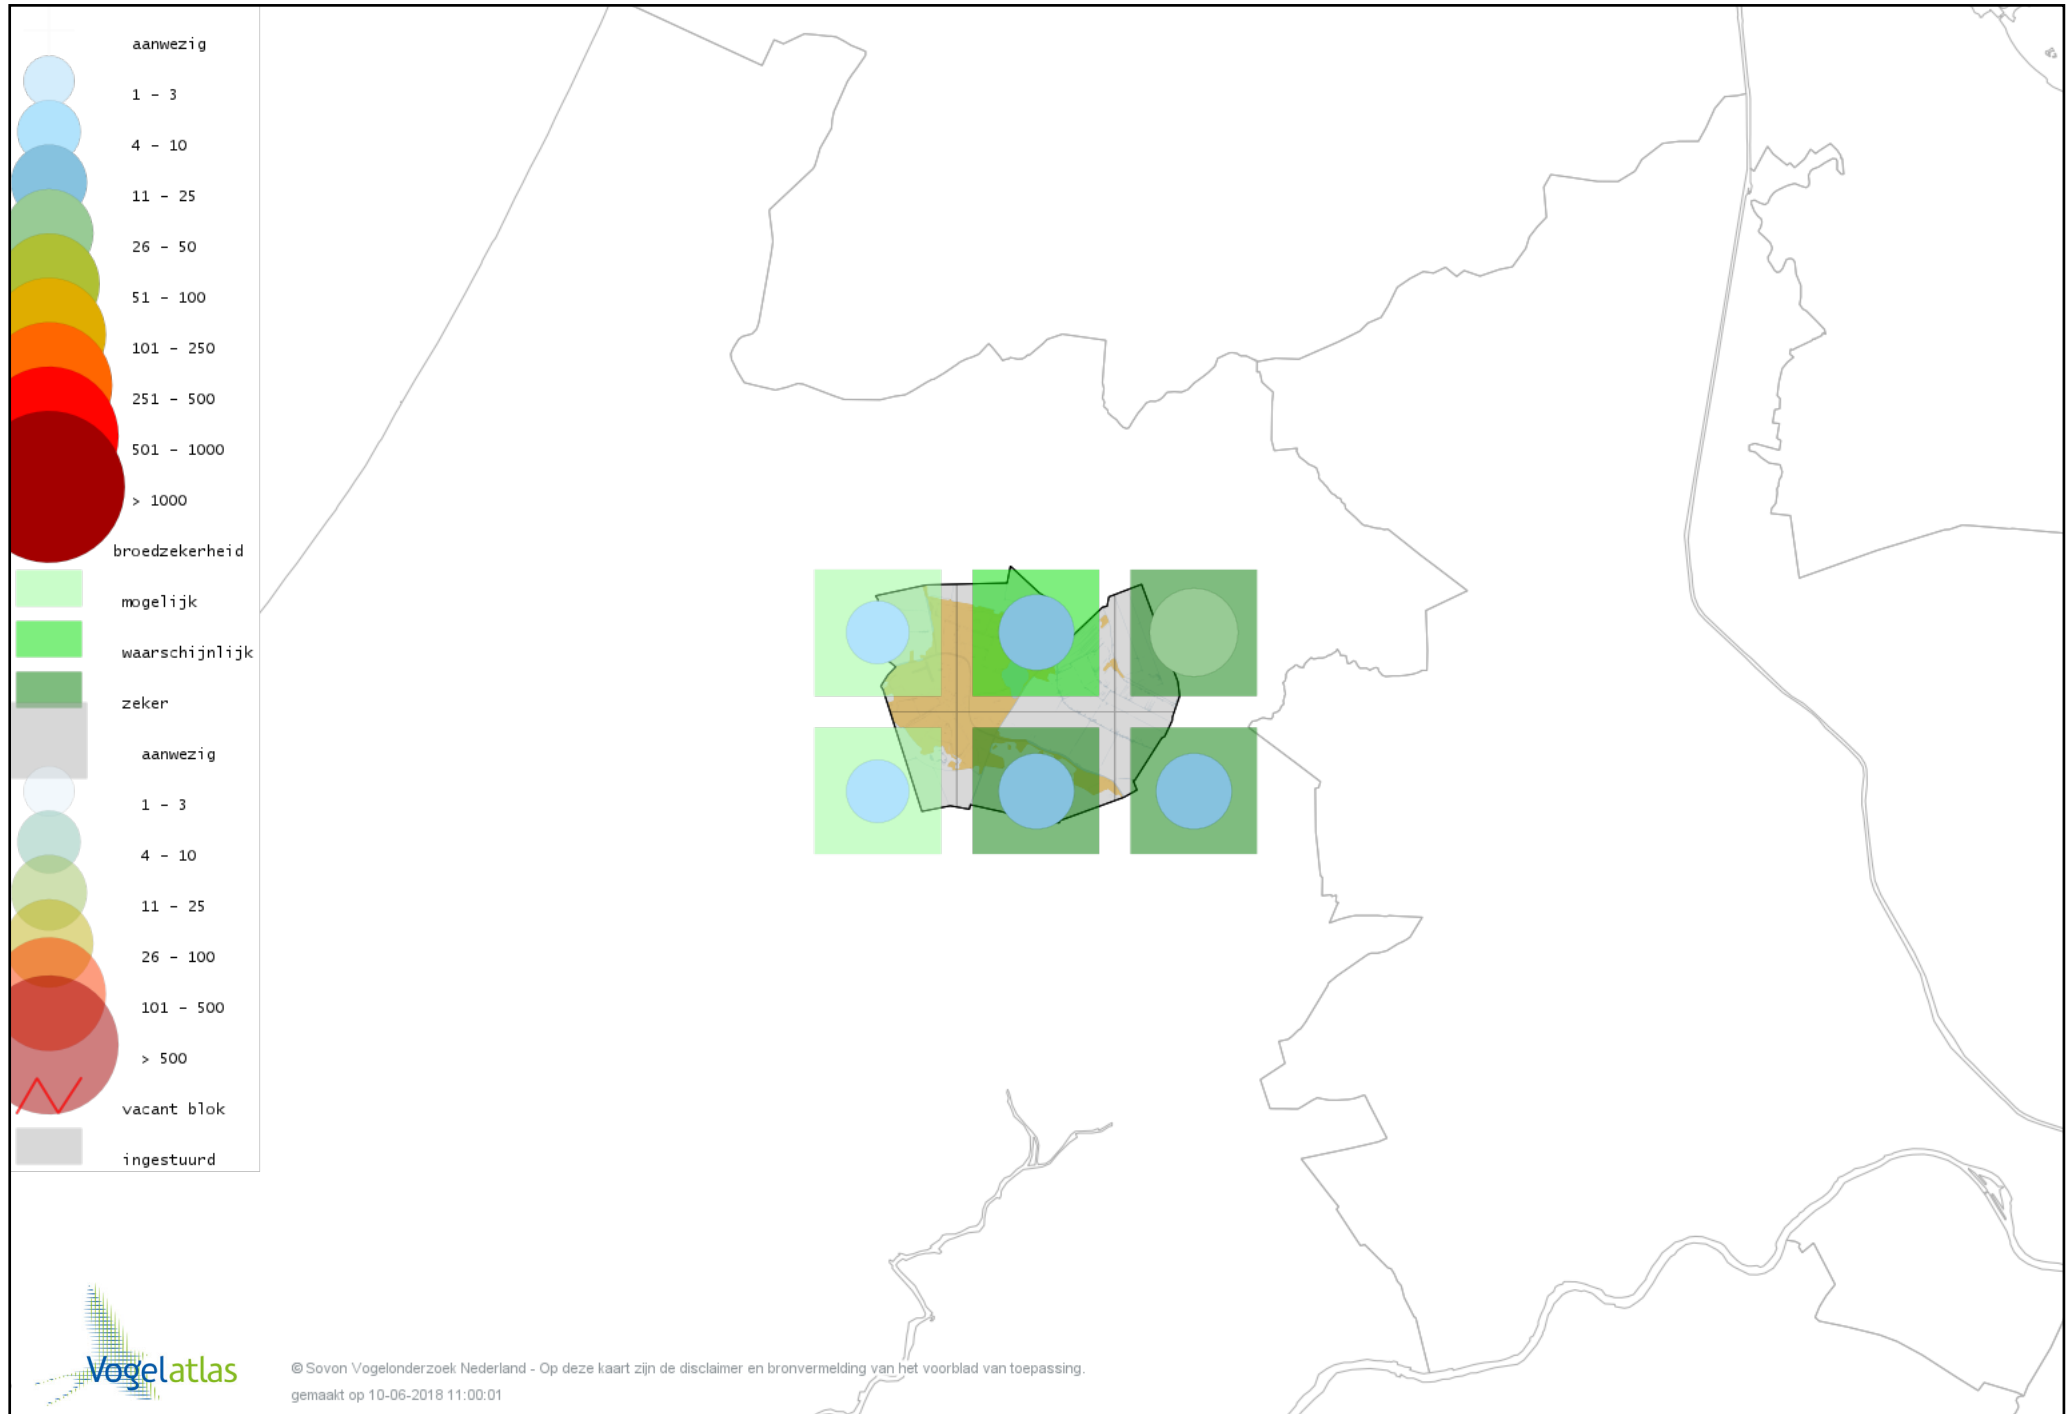 aanwezig
1 - 3
4 - 10
11 - 25
26 - 50
51 - 100
101 - 250
251 - 500
501 - 1000
> 1000
broedzekerheid
mogelijk
waarschijnlijk
zeker
aanwezig
1 - 3
4 - 10
11 - 25
26 - 100
101 - 500
> 500
vacant blok
ingestuurd
Vogelatlas
© Sovon Vogelonderzoek Nederland - Op deze kaart zijn de disclaimer en bronvermelding van het voorblad van toepassing.
gemaakt op 10-06-2018 11:00:01